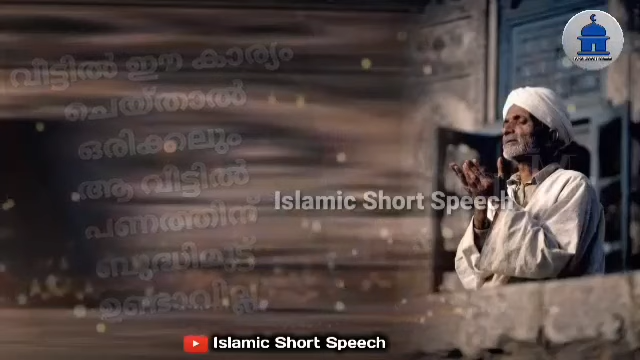 വീട്ടിൽ ഈ കാര്യം
ചെയ്താൽ
ഒരിക്കലും
ആ വീട്ടിൽ
പണത്തിന്
ബുദ്ധിമുട്ട്
ഉണ്ടാവില്ല
Islamic Short Speech
Islamic Short Speech